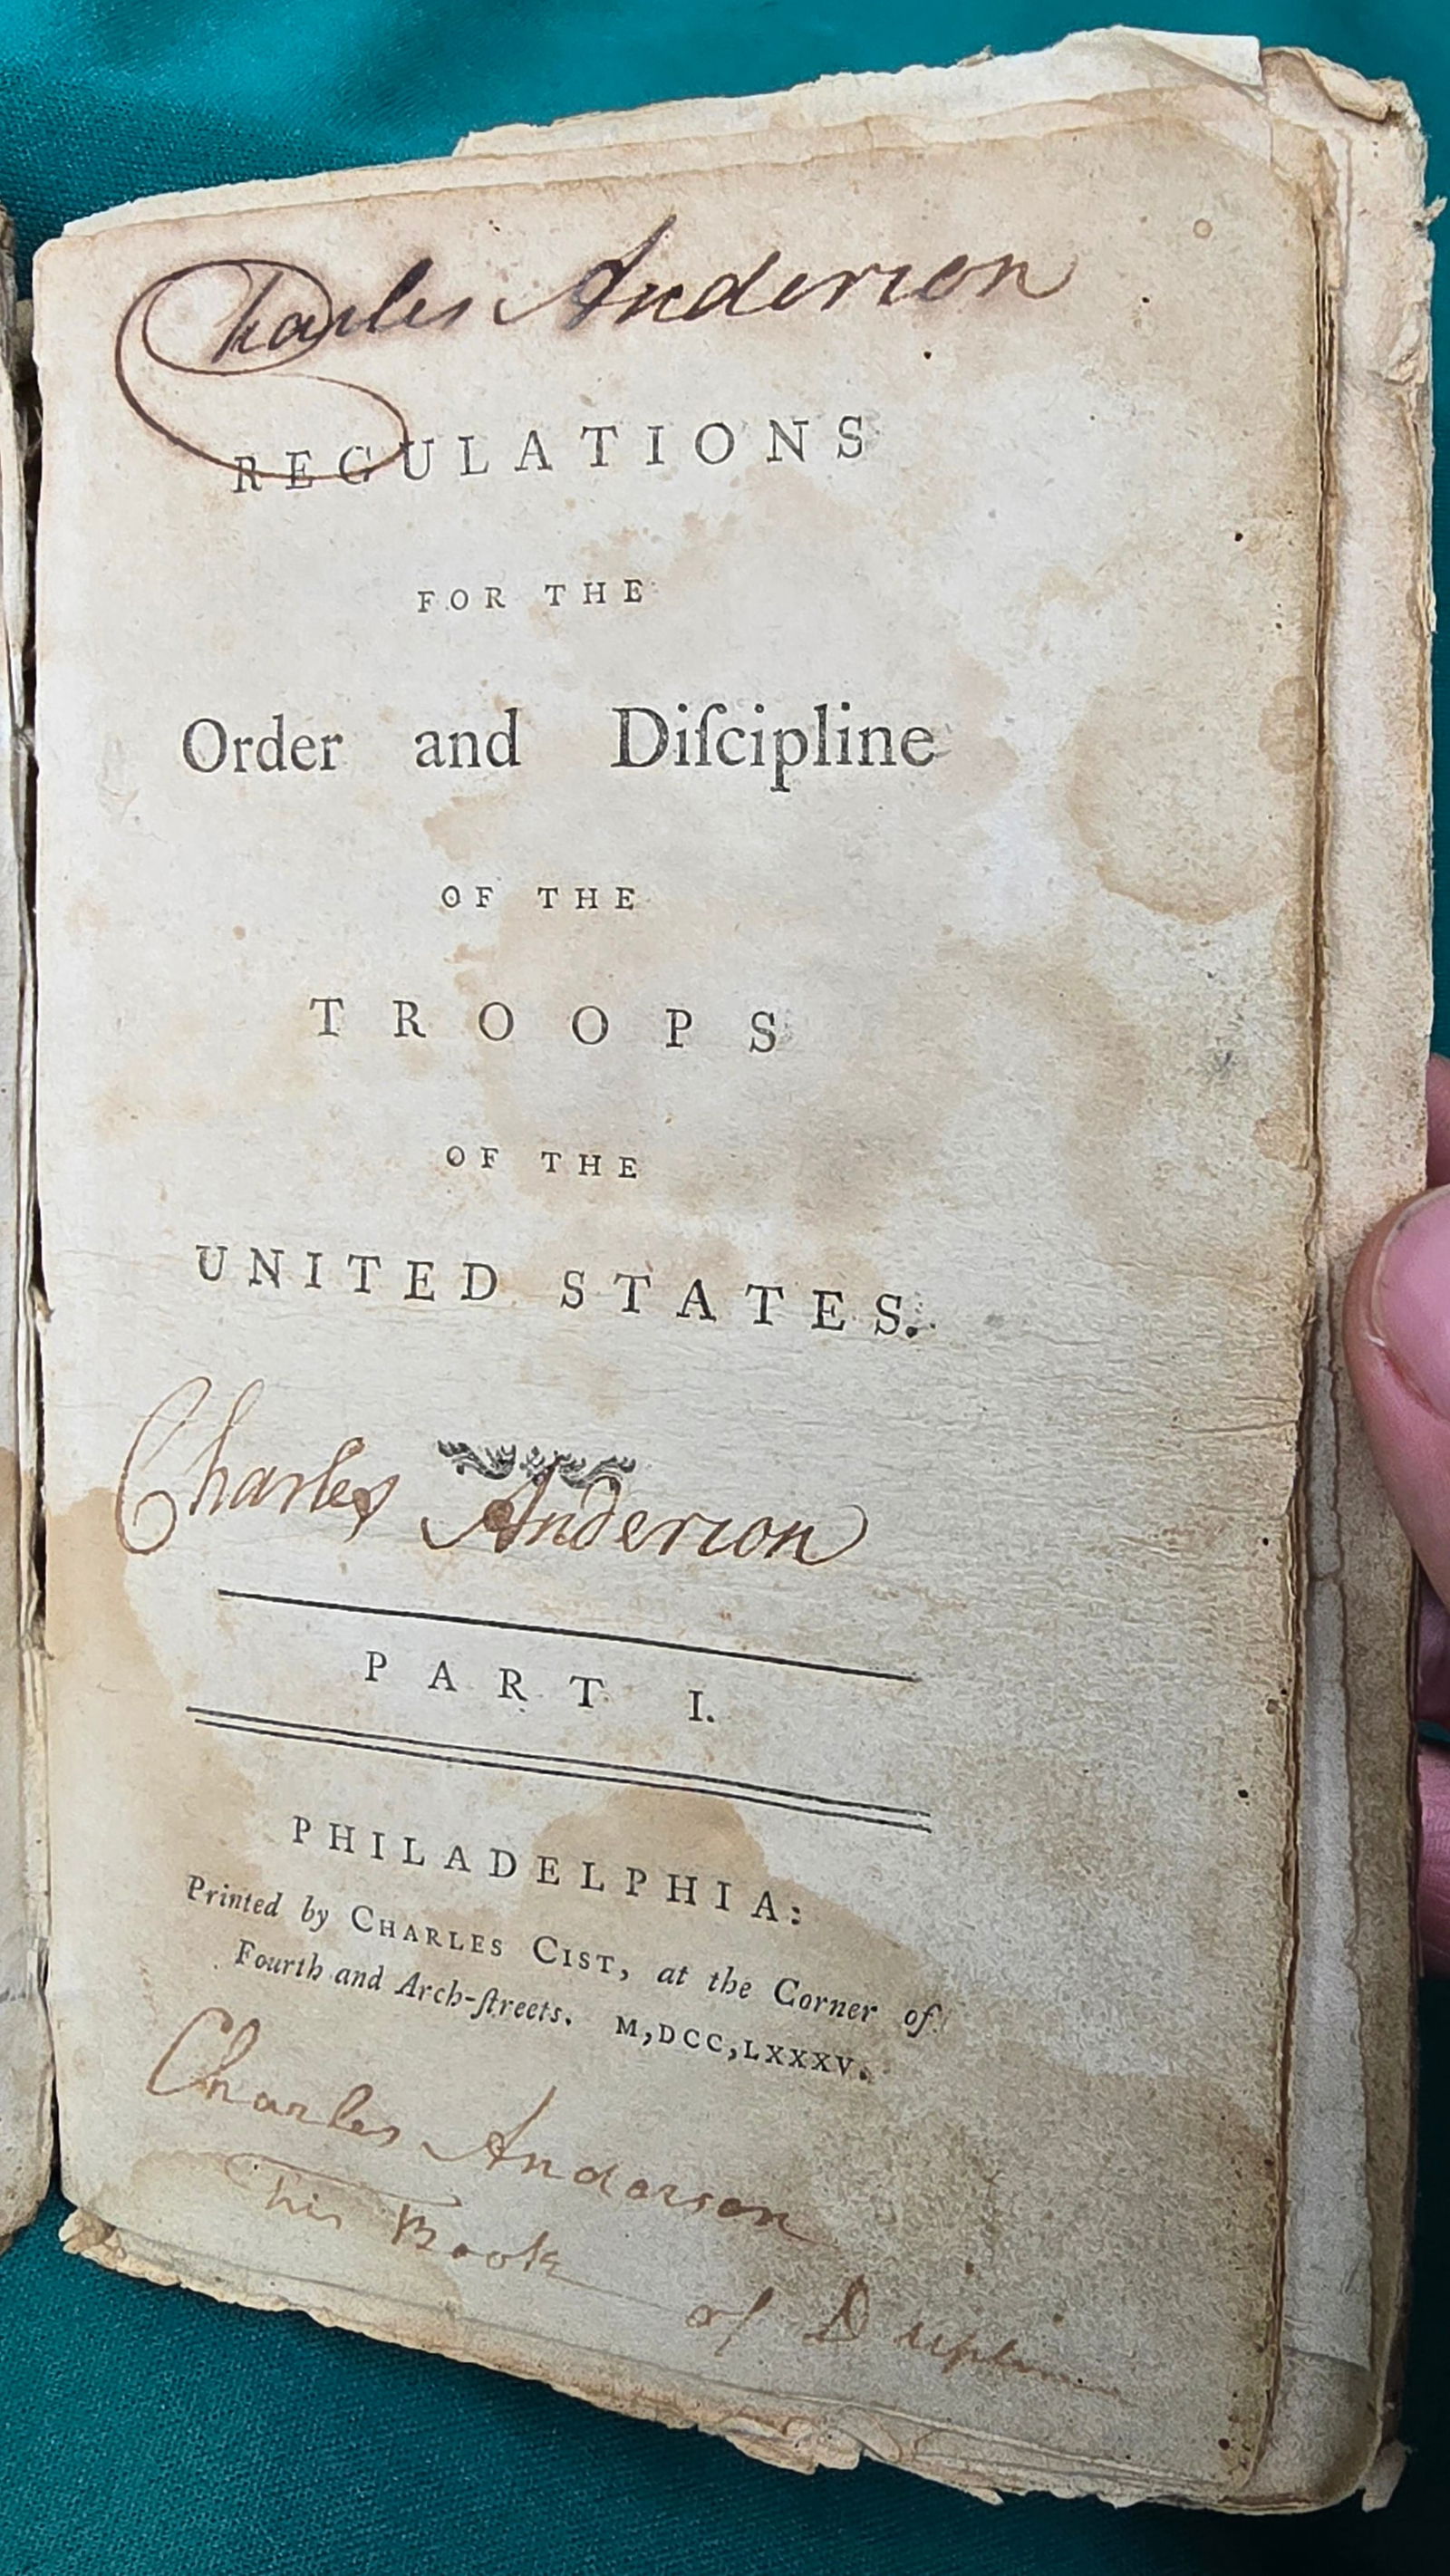 Charles Anderson
REGULATIONS
FOR THE
Order and Diſcipline
OF THE
TROOPS
OF THE
UNITED STATES.
Charles Anderson
PART I.
PHILADELPHIA:
Printed by CHARLES CIST, at the Corner of
Fourth and Arch-ſtreets. M,DCC,LXXXV.
Charles Anderson
his Book
of